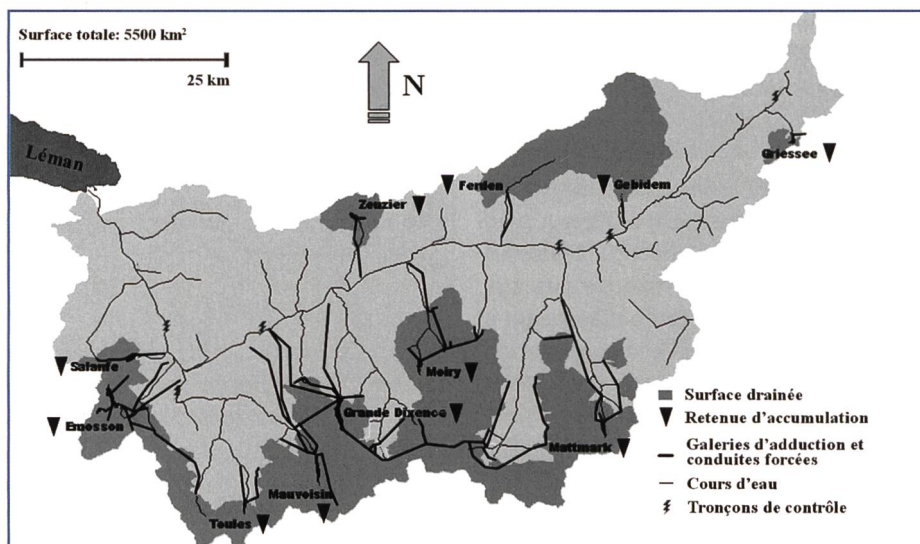 Surface totale: 5500 km²
25 km
N
Léman
Griessee
Ferden
Gebidem
Zeuzier
Salanfe
Moiry
Emosson
Grande Dixence
Mattmark
Mauvoisin
Toules
Surface drainée
Retenue d'accumulation
Galeries d'adduction et
conduites forcées
Cours d'eau
Tronçons de contrôle